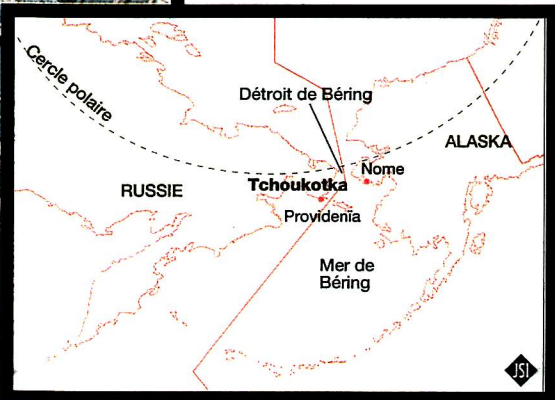 Cercle polaire
Détroit de Béring
ALASKA
Nome
Tchoukotka
RUSSIE
Providenia
Mer de
Béring
JSI